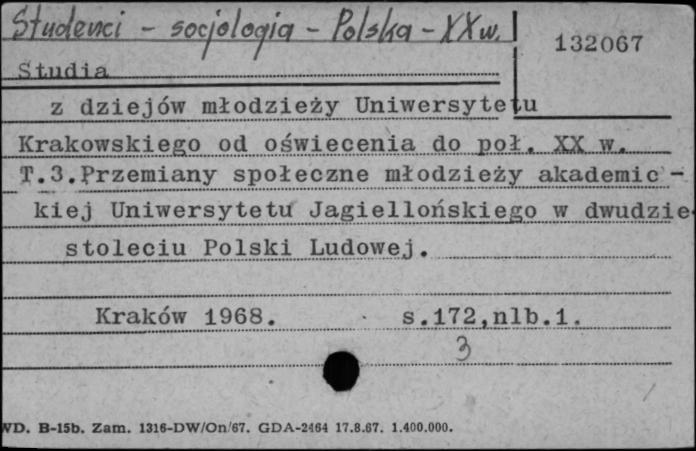 Studenci - socjologia - Polska - XX w.
132067
Studia
z dziejów młodzieży Uniwersytetu
Krakowskiego od oświecenia do poł. XX w.
T.3.Przemiany społeczne młodzieży akademic-
kiej Uniwersytetu Jagiellońskiego w dwudzie-
stoleciu Polski Ludowej.
Kraków 1968. s.172,nlb.1.
3
WD. B-15b. Zam. 1316-DW/On/67. GDA-2464 17.8.67. 1.400.000.